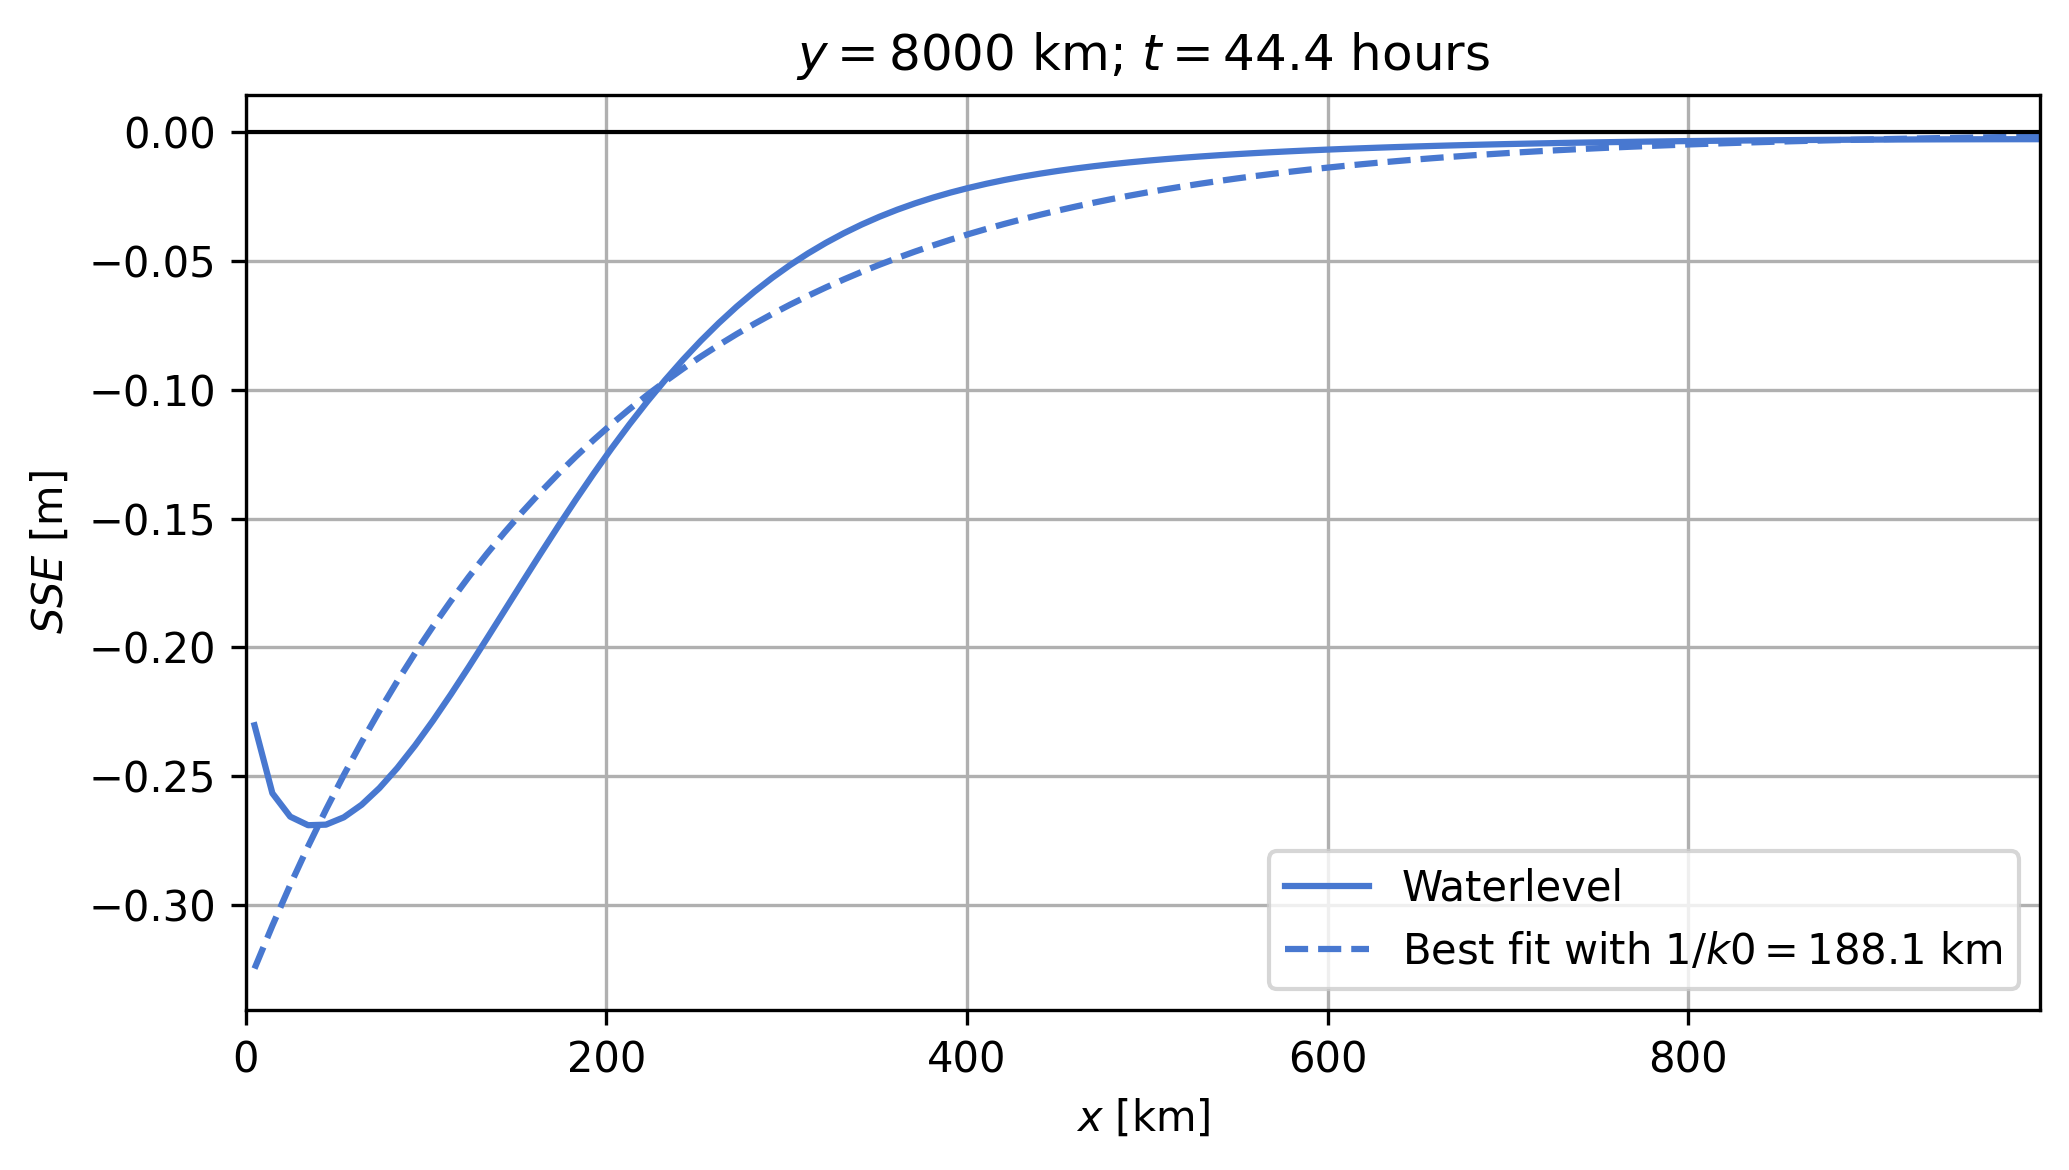 y = 8000 km; t = 44.4 hours
0.00
−0.05
−0.10
−0.15
−0.20
−0.25
−0.30
SSE [m]
Waterlevel
Best fit with 1/k0 = 188.1 km
0 200 400 600 800
x [km]